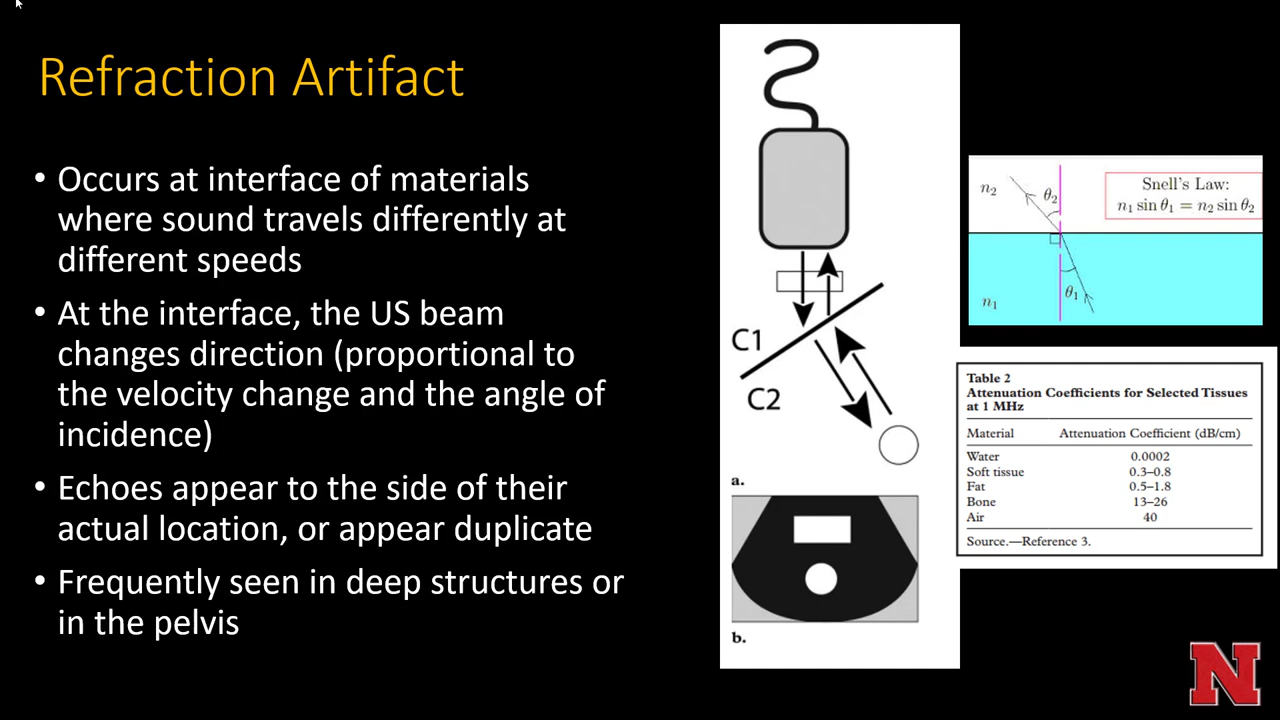 Refraction Artifact
• Occurs at interface of materials
where sound travels differently at
different speeds
• At the interface, the US beam
changes direction (proportional to
the velocity change and the angle of
incidence)
• Echoes appear to the side of their
actual location, or appear duplicate
• Frequently seen in deep structures or
in the pelvis
C1
C2
a.
b.
n₂
θ₂
Snell's Law:
n₁ sin θ₁ = n₂ sin θ₂
n₁
θ₁
Table 2
Attenuation Coefficients for Selected Tissues
at 1 MHz
Material Attenuation Coefficient (dB/cm)
Water 0.0002
Soft tissue 0.3–0.8
Fat 0.5–1.8
Bone 13–26
Air 40
Source.—Reference 3.
N